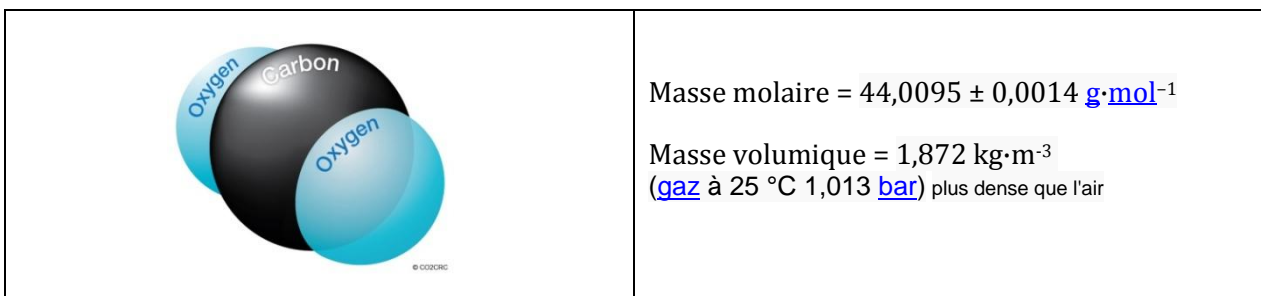 Oxygen
Carbon
Oxygen
© CO2CRC
Masse molaire = 44,0095 ± 0,0014 g·mol⁻¹
Masse volumique = 1,872 kg·m⁻³
(gaz à 25 °C 1,013 bar) plus dense que l'air